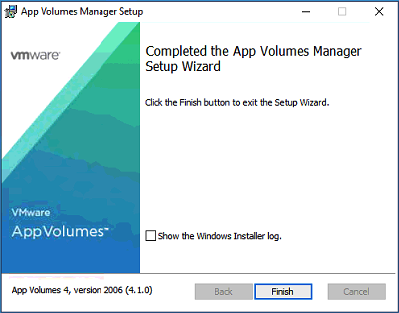 App Volumes Manager Setup
vmware
Completed the App Volumes Manager
Setup Wizard
Click the Finish button to exit the Setup Wizard.
VMware
App Volumes™
Show the Windows Installer log.
App Volumes 4, version 2006 (4.1.0)
Back
Finish
Cancel